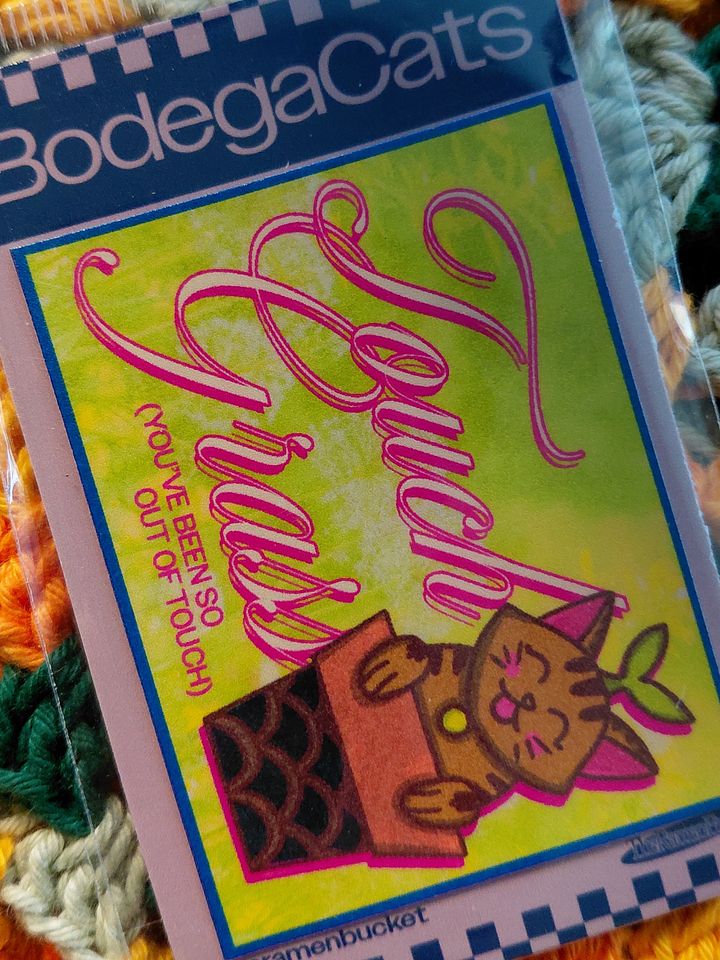 BodegaCats
Touch
Grass
(YOU'VE BEEN SO
OUT OF TOUCH)
ramenbucket